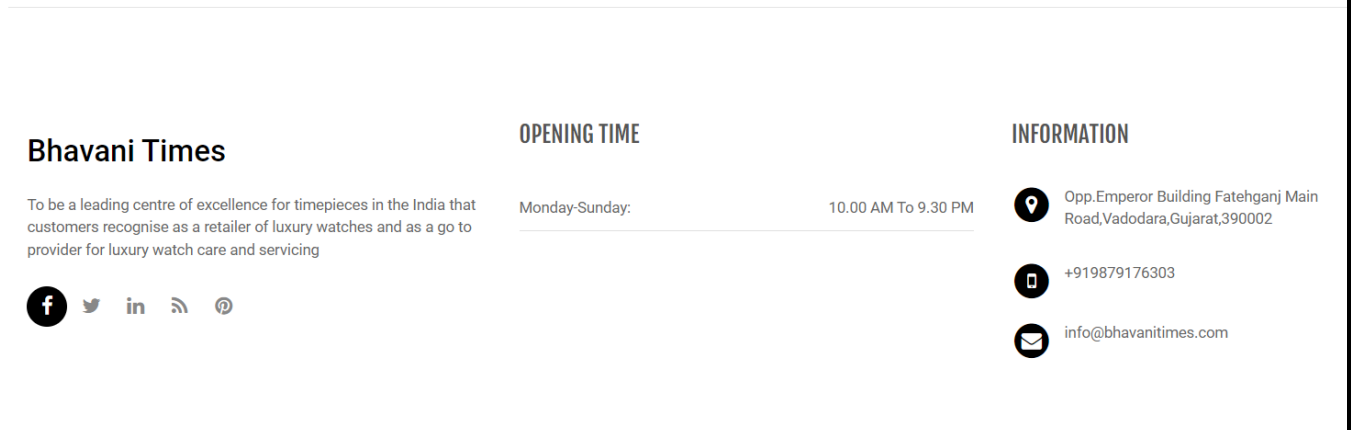 Bhavani Times
To be a leading centre of excellence for timepieces in the India that
customers recognise as a retailer of luxury watches and as a go to
provider for luxury watch care and servicing
OPENING TIME
Monday-Sunday: 10.00 AM To 9.30 PM
INFORMATION
Opp.Emperor Building Fatehganj Main
Road,Vadodara,Gujarat,390002
+919879176303
info@bhavanitimes.com